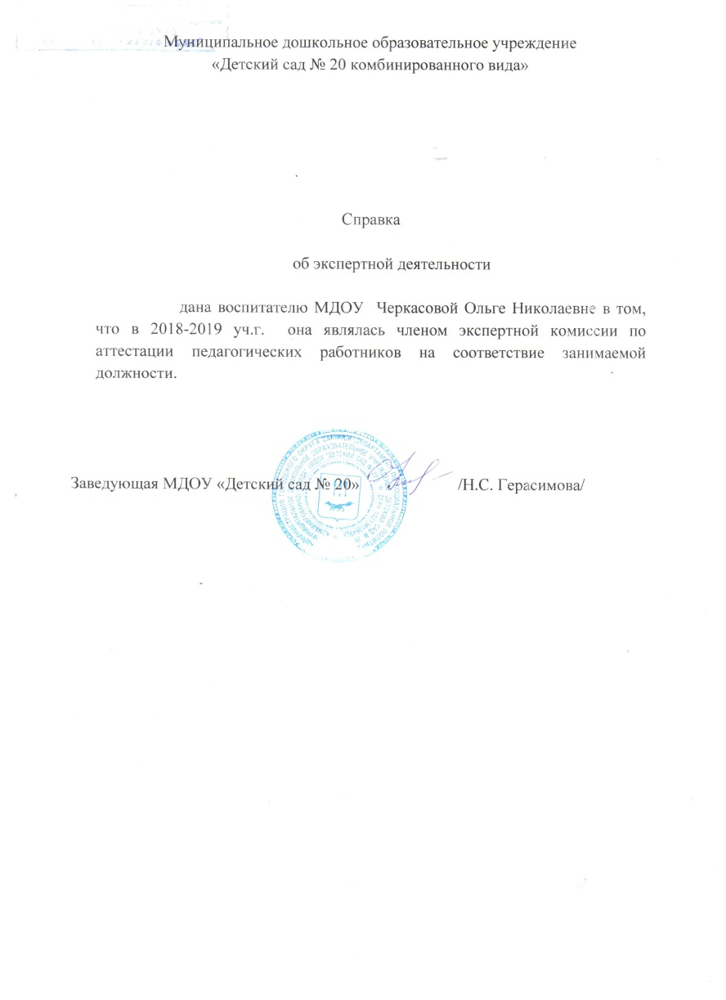 Муниципальное дошкольное образовательное учреждение
«Детский сад № 20 комбинированного вида»
Справка
об экспертной деятельности
дана воспитателю МДОУ Черкасовой Ольге Николаевне в том,
что в 2018-2019 уч.г. она являлась членом экспертной комиссии по
аттестации педагогических работников на соответствие занимаемой
должности.
Заведующая МДОУ «Детский сад № 20» /Н.С. Герасимова/